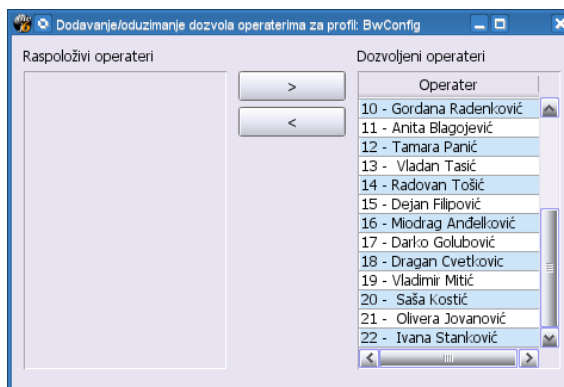 Dodavanje/oduzimanje dozvola operaterima za profil: BwConfig
Raspoloživi operateri
Dozvoljeni operateri
>
<
Operater
10 - Gordana Radenković
11 - Anita Blagojević
12 - Tamara Panić
13 - Vladan Tasić
14 - Radovan Tošić
15 - Dejan Filipović
16 - Miodrag Anđelković
17 - Darko Golubović
18 - Dragan Cvetkovic
19 - Vladimir Mitić
20 - Saša Kostić
21 - Olivera Jovanović
22 - Ivana Stanković